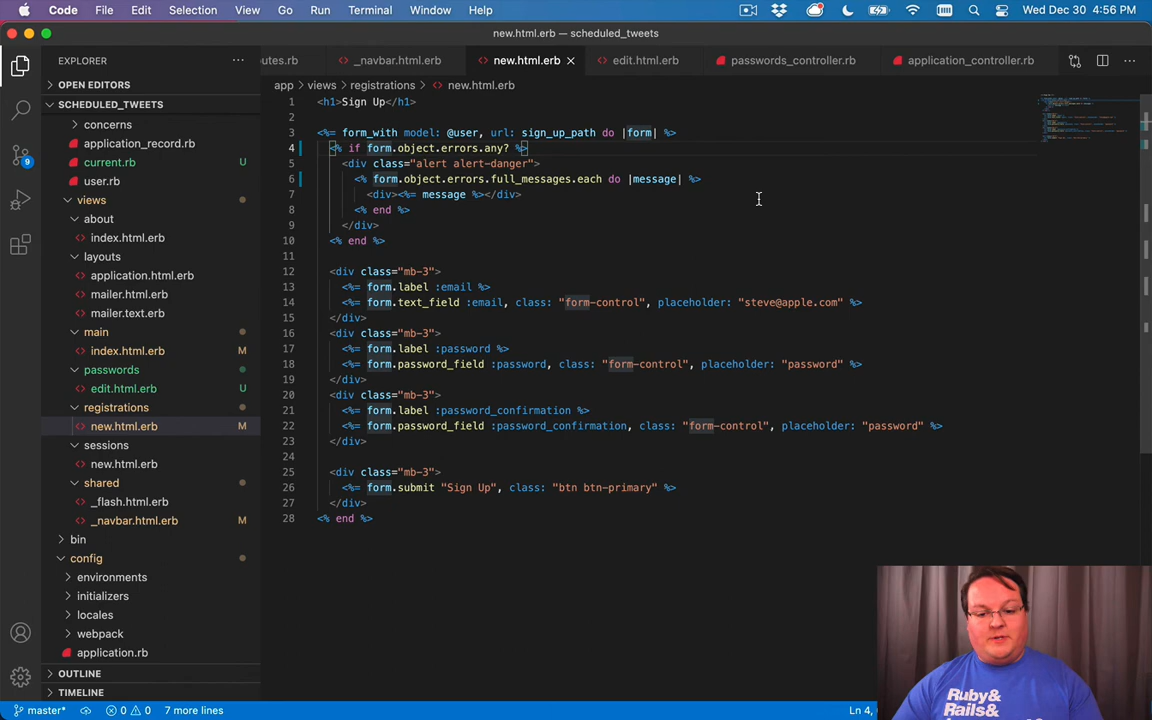 Code File Edit Selection View Go Run Terminal Window Help Wed Dec 30 4:56 PM
new.html.erb — scheduled_tweets
EXPLORER
utes.rb _navbar.html.erb new.html.erb edit.html.erb passwords_controller.rb application_controller.rb
OPEN EDITORS
app > views > registrations > new.html.erb
SCHEDULED_TWEETS
concerns
application_record.rb
current.rb U
user.rb
views
about
index.html.erb
layouts
application.html.erb
mailer.html.erb
mailer.text.erb
main
index.html.erb M
passwords
edit.html.erb U
registrations
new.html.erb M
sessions
new.html.erb
shared
_flash.html.erb
_navbar.html.erb M
bin
config
environments
initializers
locales
webpack
application.rb
OUTLINE
TIMELINE
9
1 <h1>Sign Up</h1>
2
3 <%= form_with model: @user, url: sign_up_path do |form| %>
4 <% if form.object.errors.any? %>
5 <div class="alert alert-danger">
6 <% form.object.errors.full_messages.each do |message| %>
7 <div><%= message %></div>
8 <% end %>
9 </div>
10 <% end %>
11
12 <div class="mb-3">
13 <%= form.label :email %>
14 <%= form.text_field :email, class: "form-control", placeholder: "steve@apple.com" %>
15 </div>
16 <div class="mb-3">
17 <%= form.label :password %>
18 <%= form.password_field :password, class: "form-control", placeholder: "password" %>
19 </div>
20 <div class="mb-3">
21 <%= form.label :password_confirmation %>
22 <%= form.password_field :password_confirmation, class: "form-control", placeholder: "password" %>
23 </div>
24
25 <div class="mb-3">
26 <%= form.submit "Sign Up", class: "btn btn-primary" %>
27 </div>
28 <% end %>
Ruby&
Rails&
master* 0 0 7 more lines Ln 4,